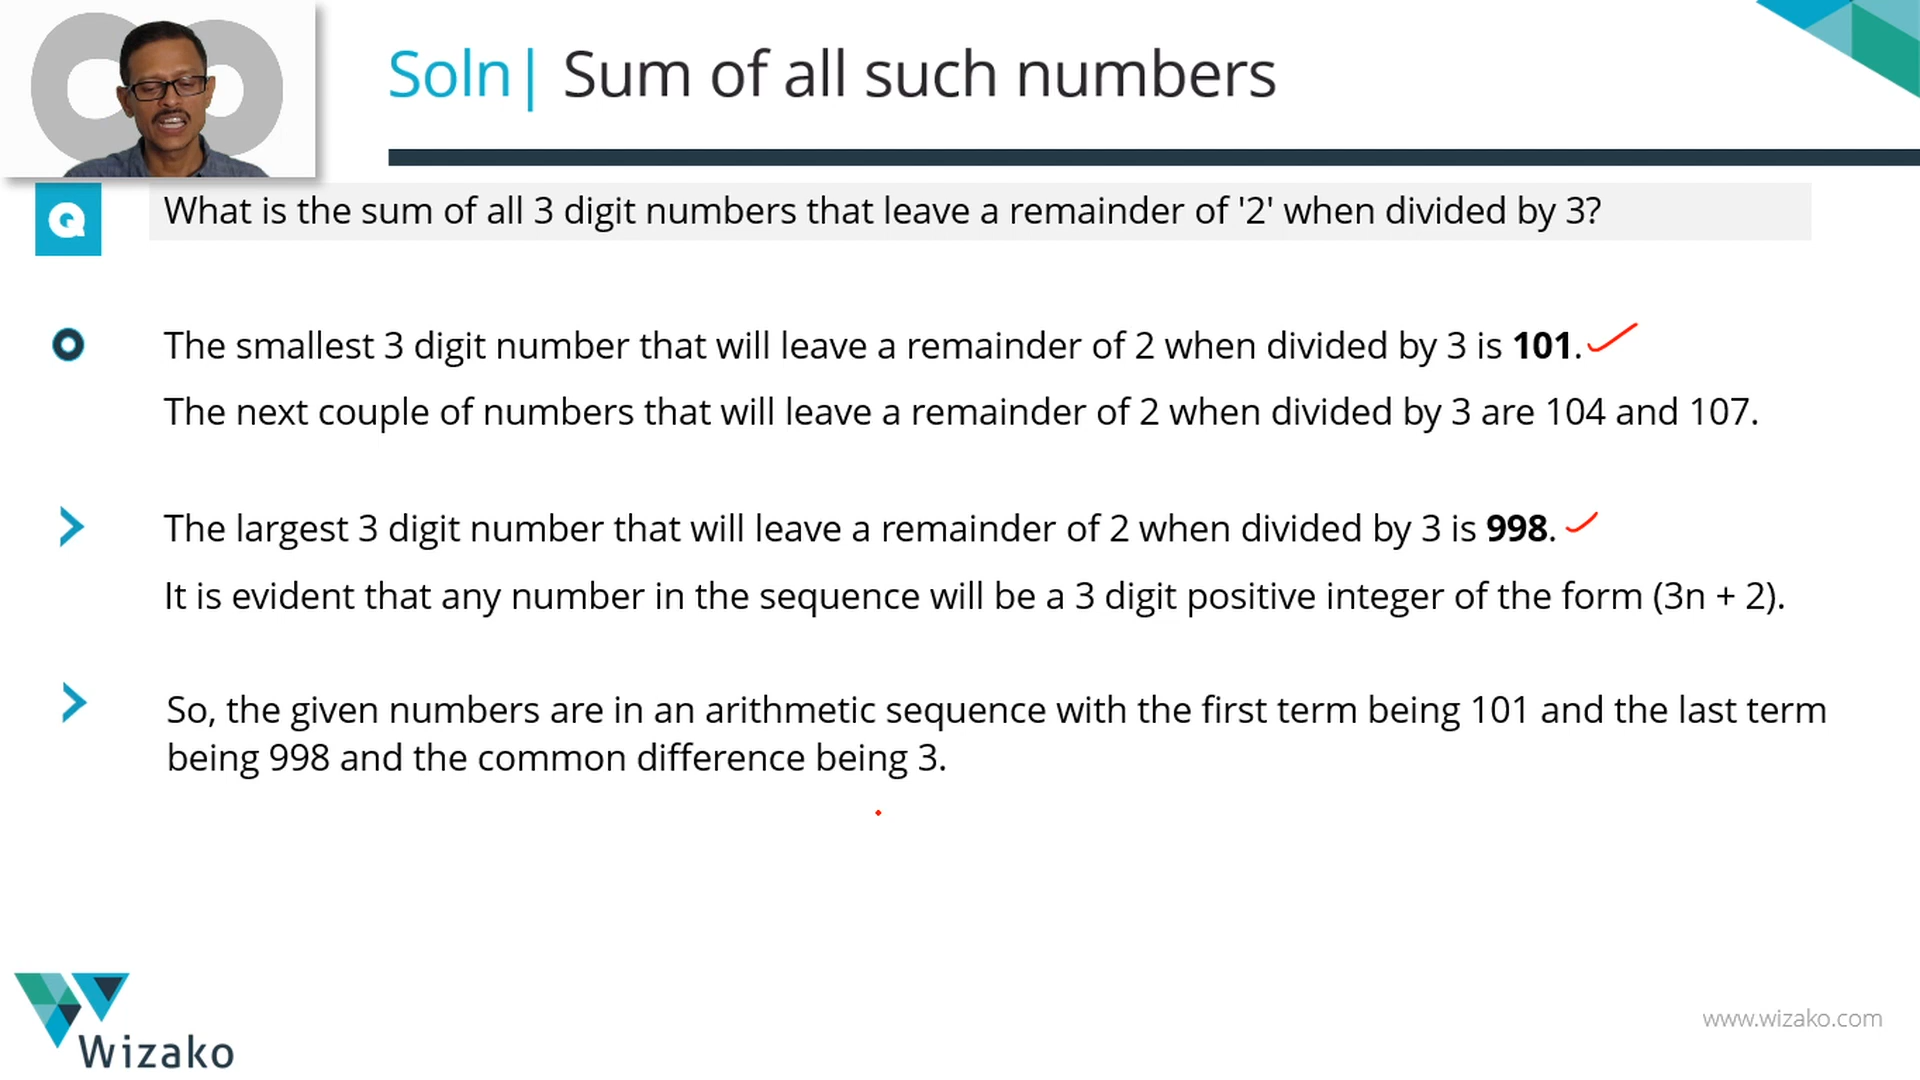 Soln| Sum of all such numbers
Q
What is the sum of all 3 digit numbers that leave a remainder of '2' when divided by 3?
The smallest 3 digit number that will leave a remainder of 2 when divided by 3 is 101.
The next couple of numbers that will leave a remainder of 2 when divided by 3 are 104 and 107.
The largest 3 digit number that will leave a remainder of 2 when divided by 3 is 998.
It is evident that any number in the sequence will be a 3 digit positive integer of the form (3n + 2).
So, the given numbers are in an arithmetic sequence with the first term being 101 and the last term
being 998 and the common difference being 3.
Wizako
www.wizako.com